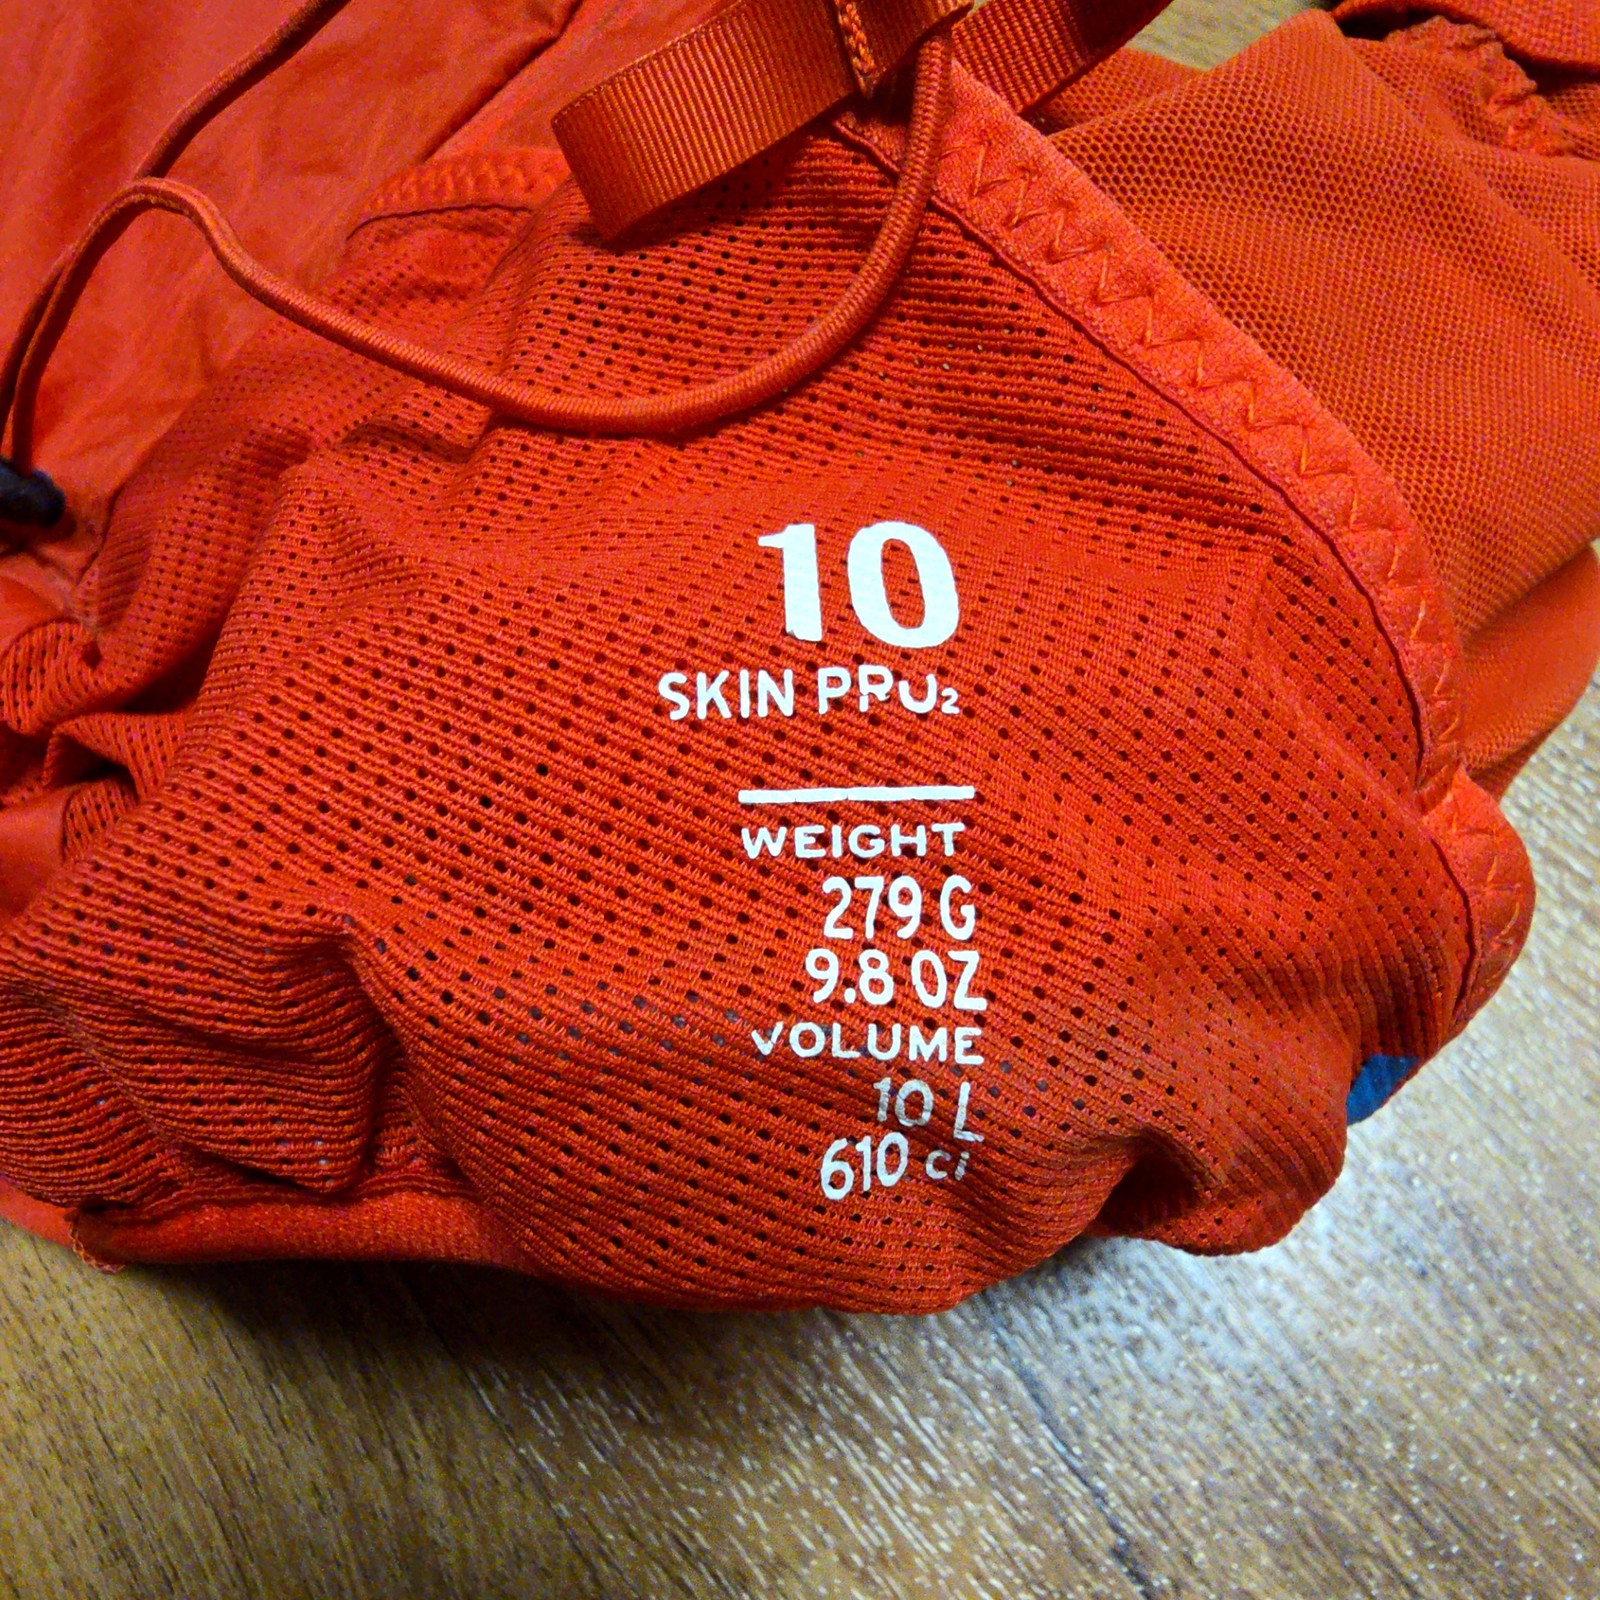 10
SKIN PRO2
WEIGHT
279 G
9.8 OZ
VOLUME
10 L
610 ci